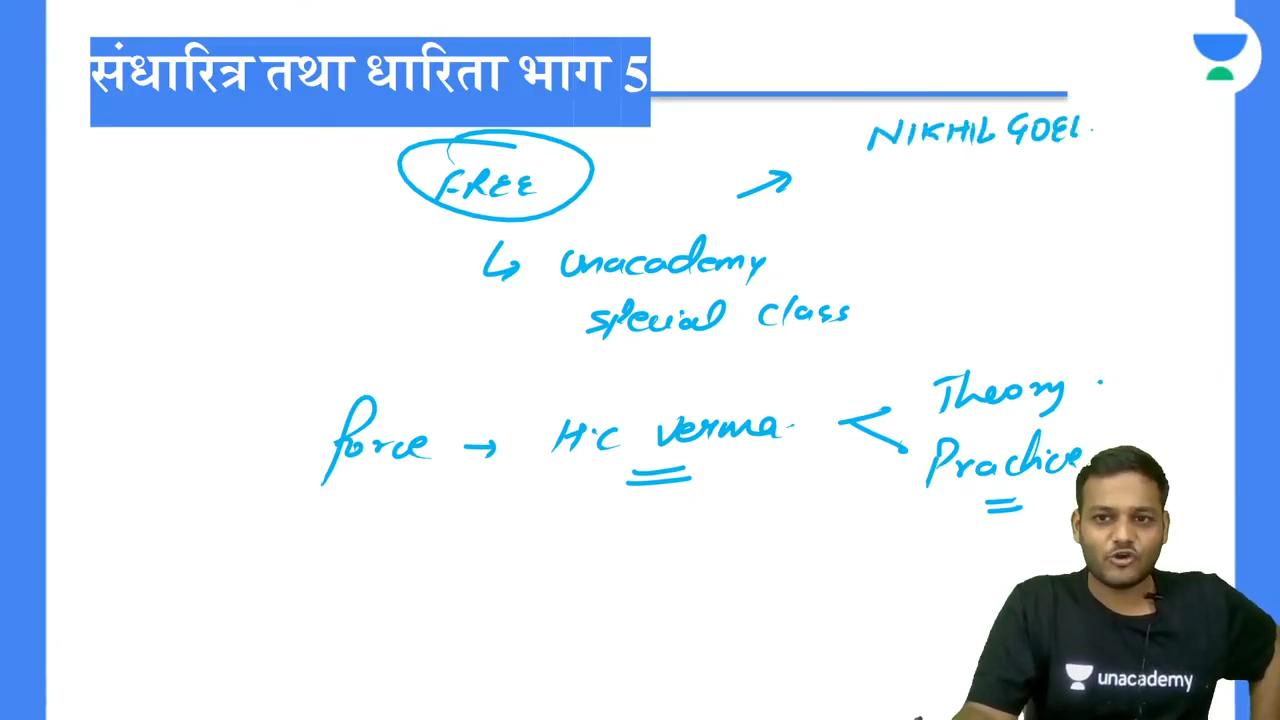 संधारित्र तथा धारिता भाग 5
NIKHIL GOEL
FREE
unacademy
special class
force → H.C Verma
Theory
Practice
unacademy